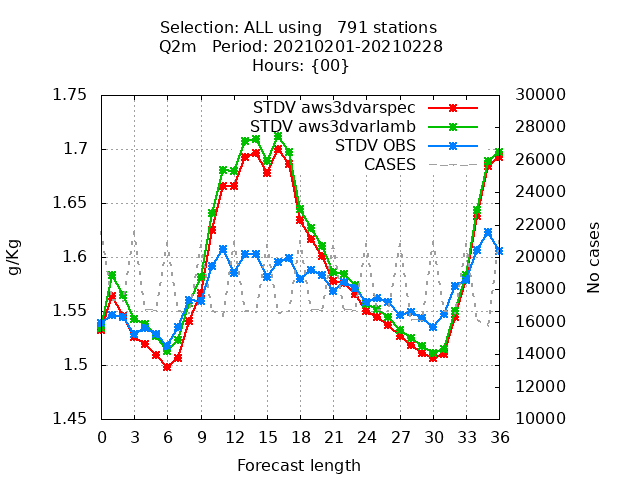 Selection: ALL using   791 stations
Q2m   Period: 20210201-20210228
Hours: {00}
1.75
1.7
1.65
1.6
1.55
1.5
1.45
g/Kg
STDV aws3dvarspec
STDV aws3dvarlamb
STDV OBS
CASES
30000
28000
26000
24000
22000
20000
18000
16000
14000
12000
10000
No cases
0 3 6 9 12 15 18 21 24 27 30 33 36
Forecast length